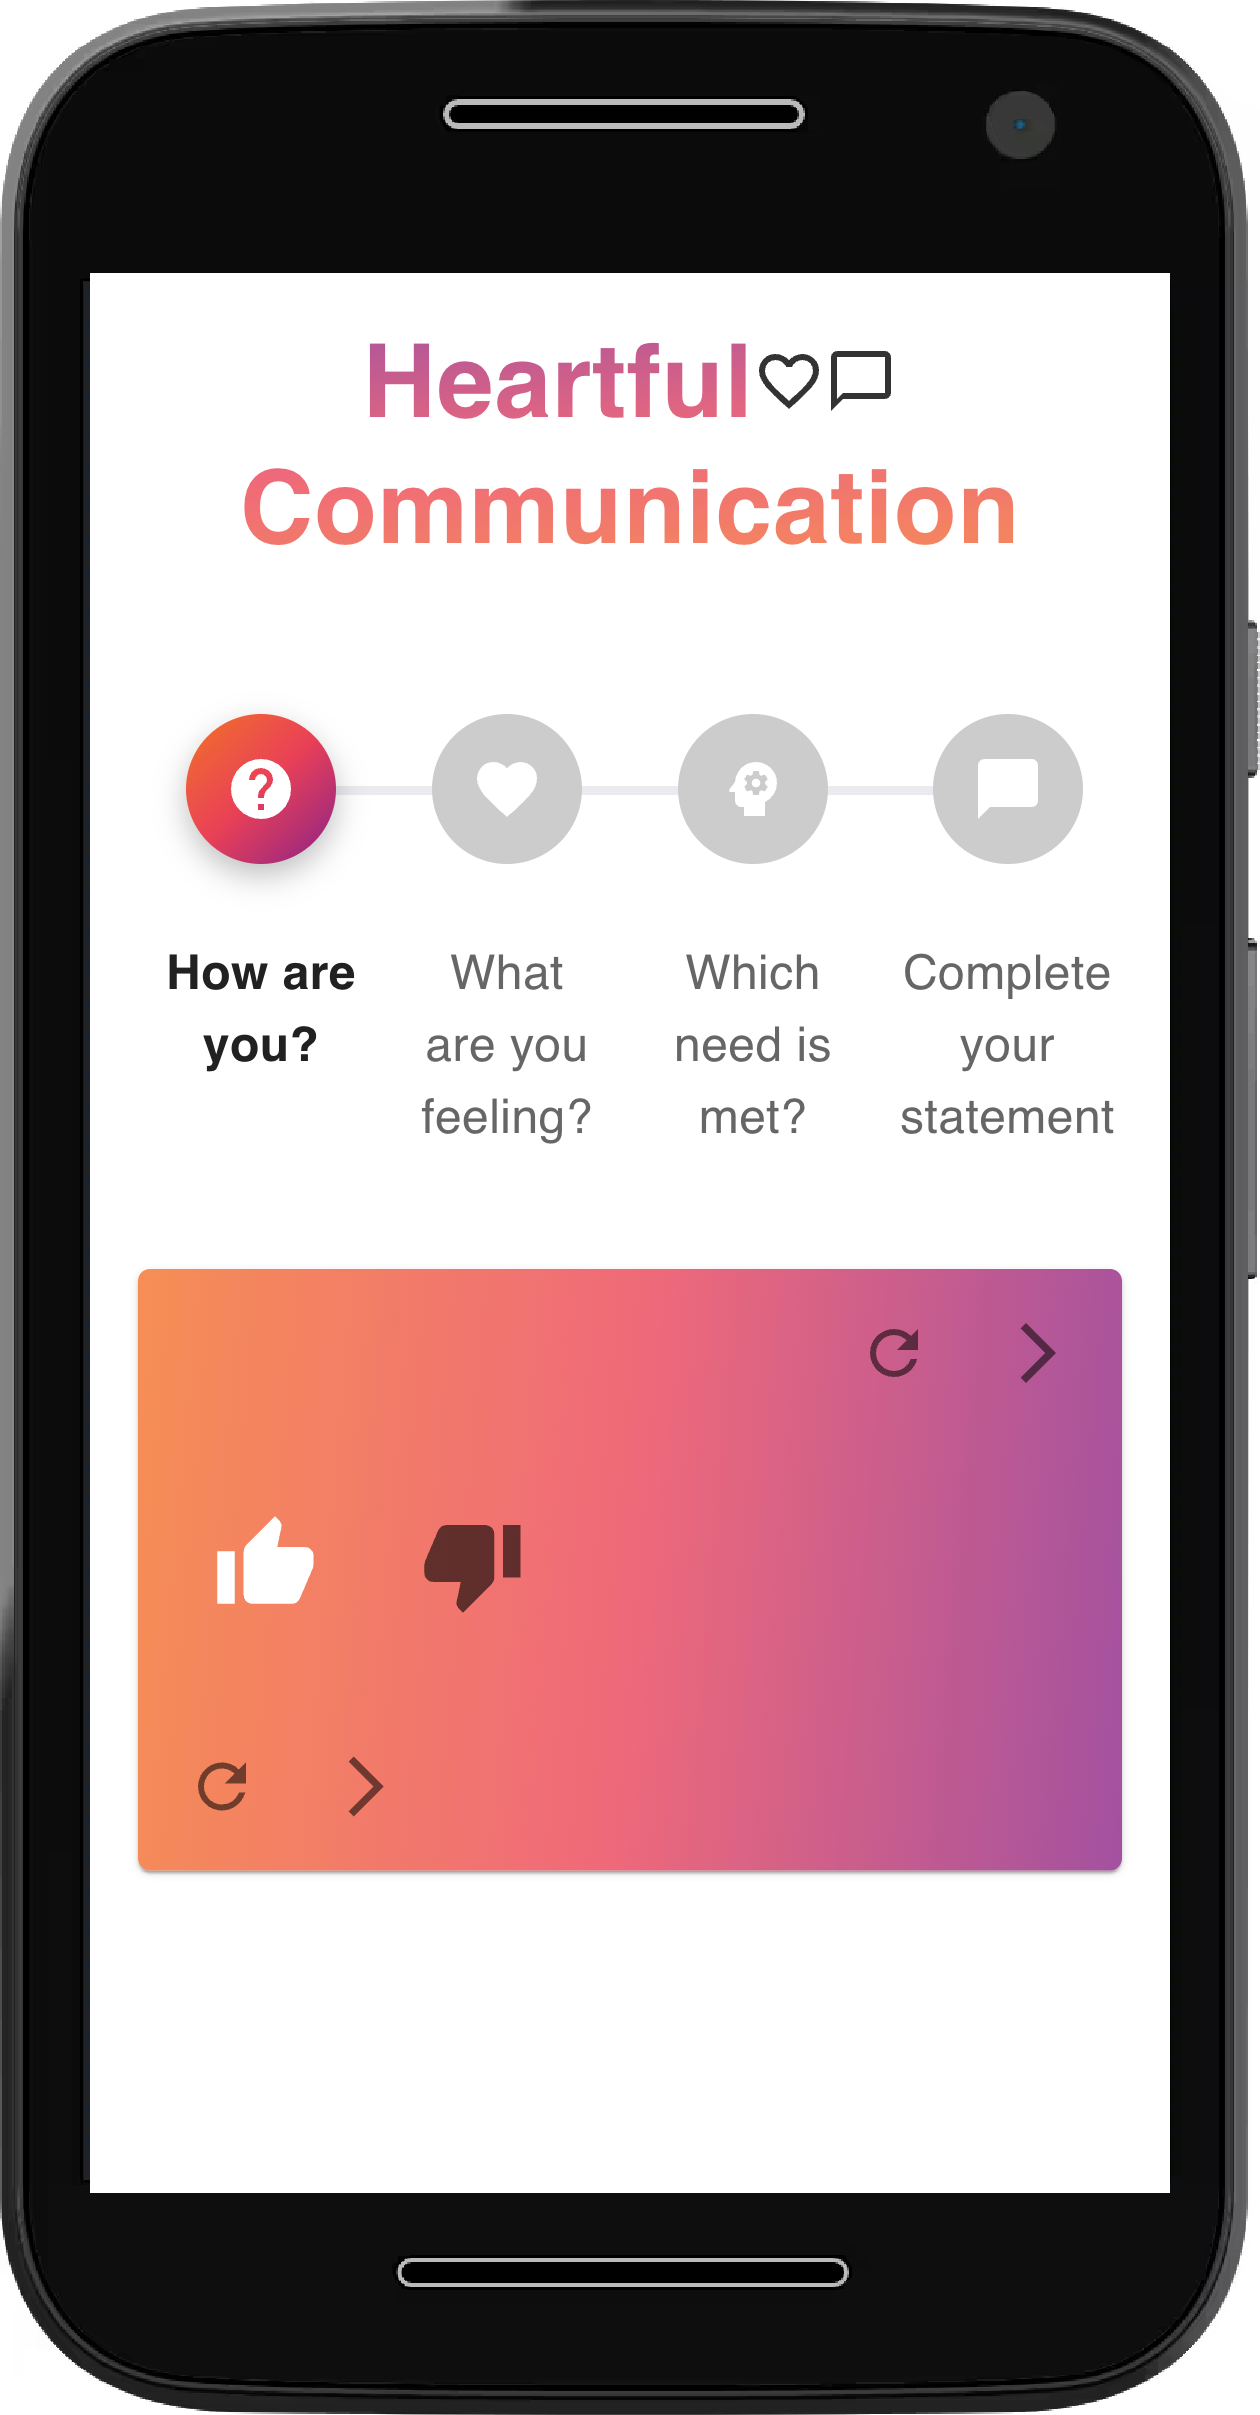 Heartful
Communication
How are
you?
What
are you
feeling?
Which
need is
met?
Complete
your
statement